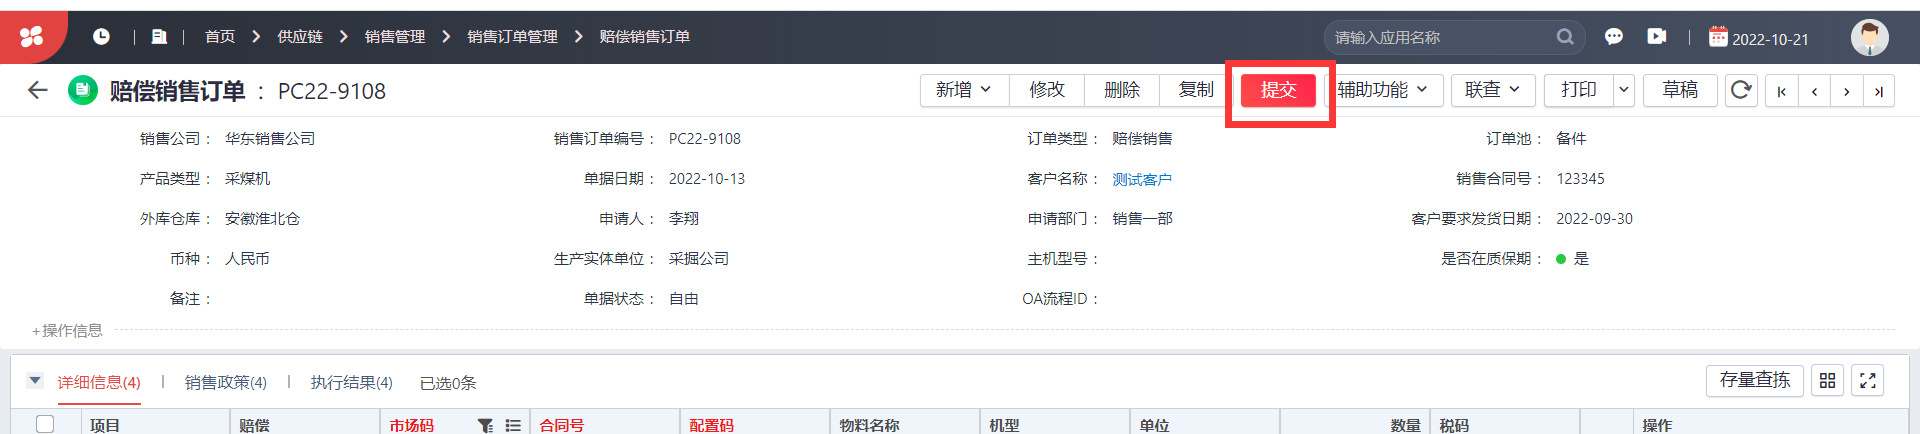 首页 > 供应链 > 销售管理 > 销售订单管理 > 赔偿销售订单 请输入应用名称 2022-10-21
赔偿销售订单 : PC22-9108 新增 修改 删除 复制 提交 辅助功能 联查 打印 草稿
销售公司： 华东销售公司 销售订单编号： PC22-9108 订单类型： 赔偿销售 订单池： 备件
产品类型： 采煤机 单据日期： 2022-10-13 客户名称： 测试客户 销售合同号： 123345
外库仓库： 安徽淮北仓 申请人： 李翔 申请部门： 销售一部 客户要求发货日期： 2022-09-30
币种： 人民币 生产实体单位： 采掘公司 主机型号： 是否在质保期： 是
备注： 单据状态： 自由 OA流程ID：
+操作信息
详细信息(4) 销售政策(4) 执行结果(4) 已选0条 存量查拣
项目 赔偿 市场码 合同号 配置码 物料名称 机型 单位 数量 税码 操作